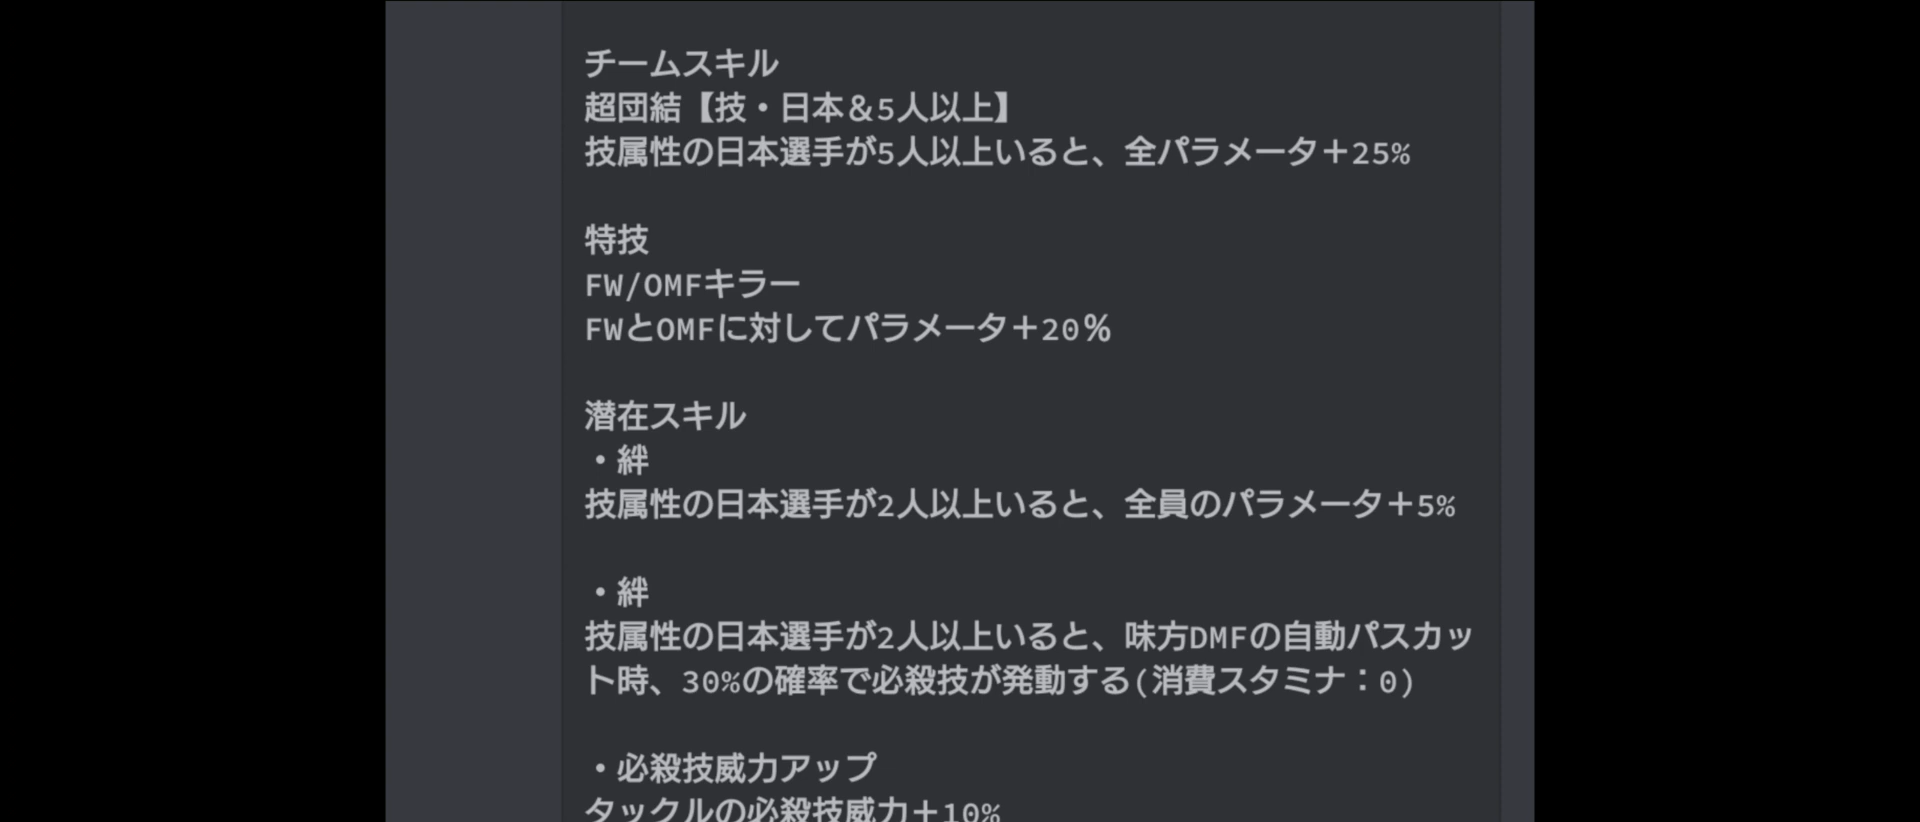 チームスキル
超団結【技・日本＆5人以上】
技属性の日本選手が5人以上いると、全パラメータ＋25%
特技
FW/OMFキラー
FWとOMFに対してパラメータ＋20％
潜在スキル
・絆
技属性の日本選手が2人以上いると、全員のパラメータ＋5%
・絆
技属性の日本選手が2人以上いると、味方DMFの自動パスカッ
ト時、30%の確率で必殺技が発動する(消費スタミナ：0)
・必殺技威力アップ
タックルの必殺技威力＋10%